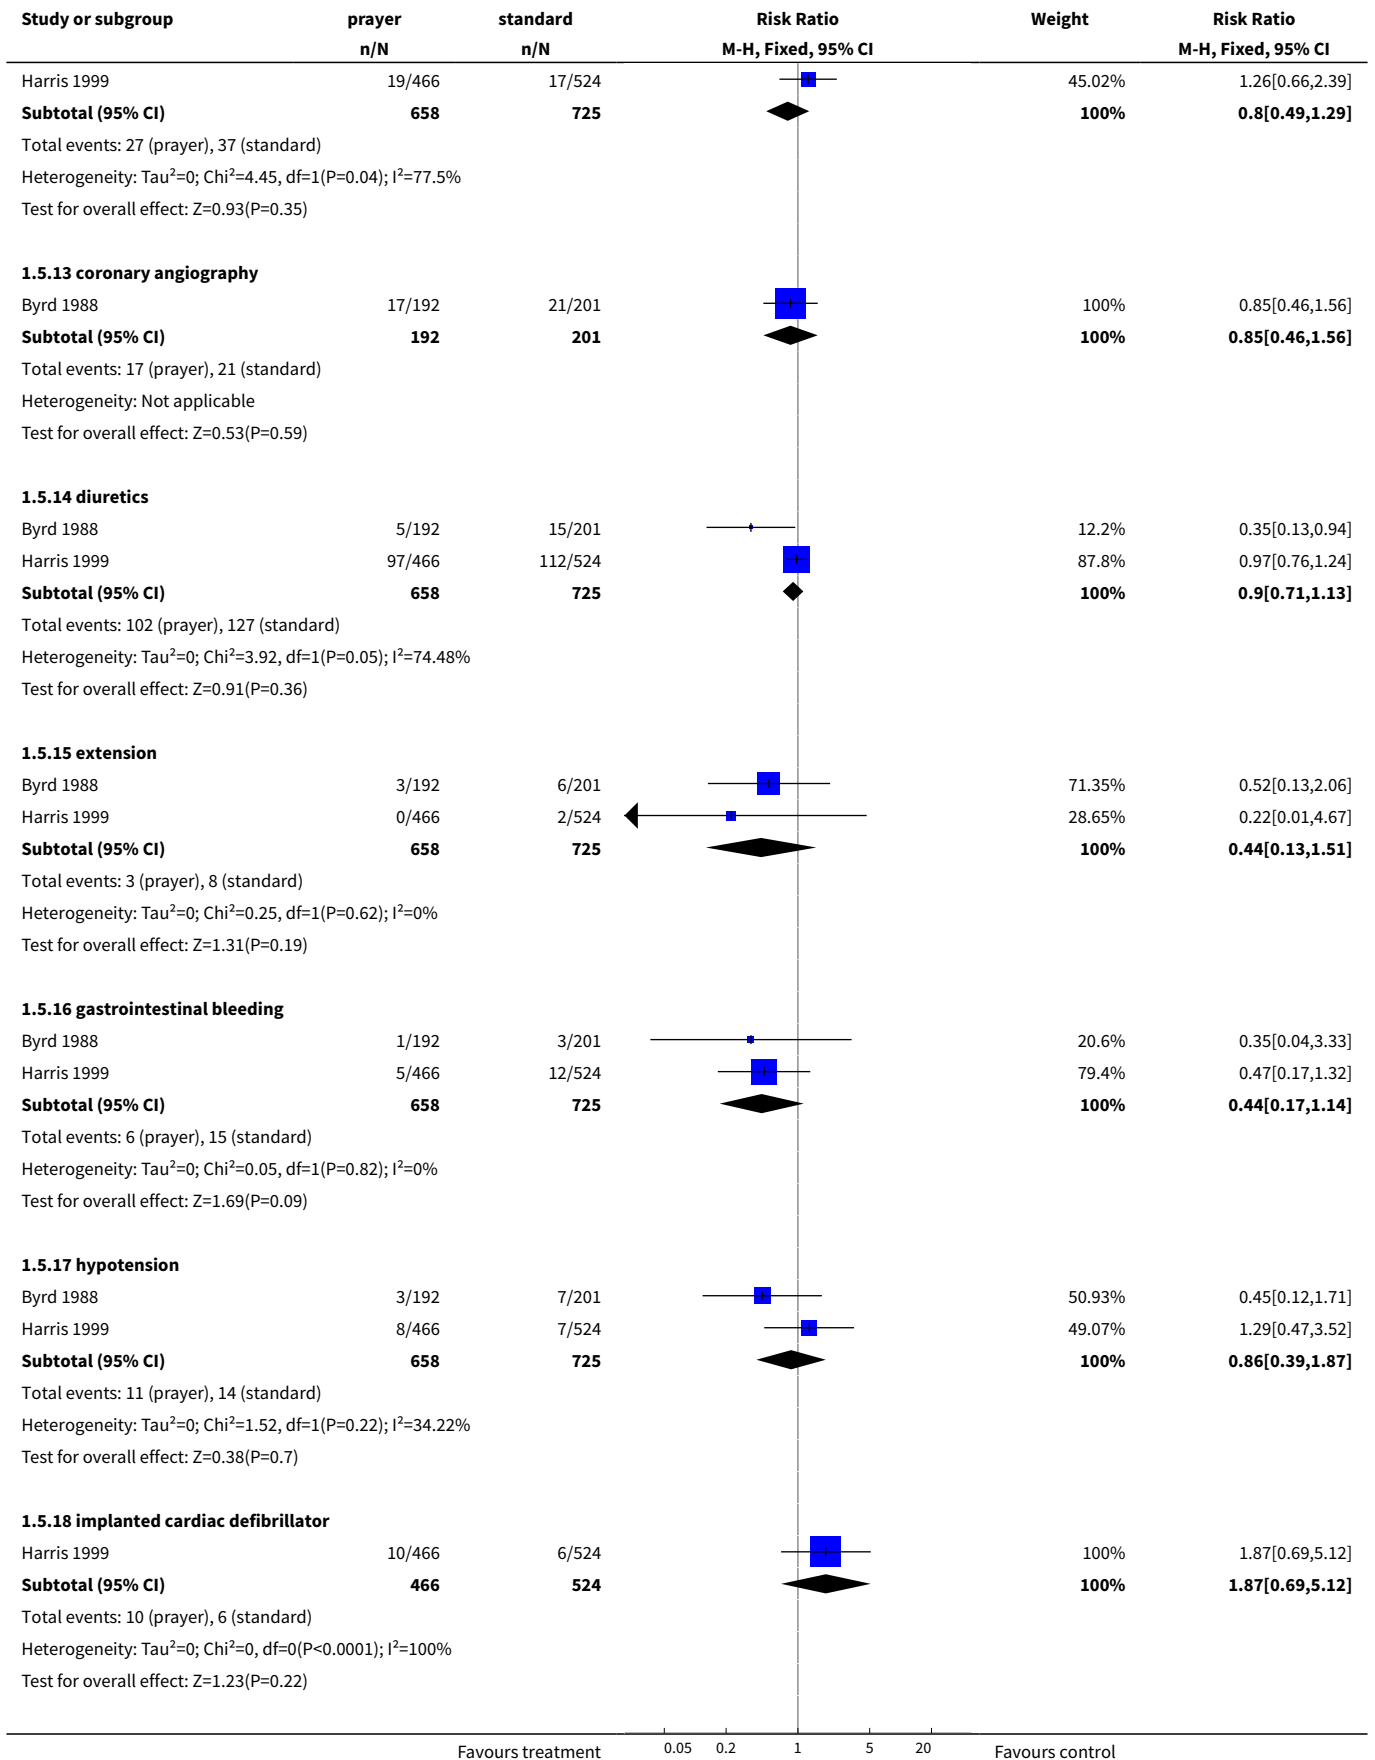 Study or subgroup prayer standard Risk Ratio Weight Risk Ratio
n/N n/N M-H, Fixed, 95% CI M-H, Fixed, 95% CI
Harris 1999 19/466 17/524 45.02% 1.26[0.66,2.39]
Subtotal (95% CI) 658 725 100% 0.8[0.49,1.29]
Total events: 27 (prayer), 37 (standard)
Heterogeneity: Tau²=0; Chi²=4.45, df=1(P=0.04); I²=77.5%
Test for overall effect: Z=0.93(P=0.35)
1.5.13 coronary angiography
Byrd 1988 17/192 21/201 100% 0.85[0.46,1.56]
Subtotal (95% CI) 192 201 100% 0.85[0.46,1.56]
Total events: 17 (prayer), 21 (standard)
Heterogeneity: Not applicable
Test for overall effect: Z=0.53(P=0.59)
1.5.14 diuretics
Byrd 1988 5/192 15/201 12.2% 0.35[0.13,0.94]
Harris 1999 97/466 112/524 87.8% 0.97[0.76,1.24]
Subtotal (95% CI) 658 725 100% 0.9[0.71,1.13]
Total events: 102 (prayer), 127 (standard)
Heterogeneity: Tau²=0; Chi²=3.92, df=1(P=0.05); I²=74.48%
Test for overall effect: Z=0.91(P=0.36)
1.5.15 extension
Byrd 1988 3/192 6/201 71.35% 0.52[0.13,2.06]
Harris 1999 0/466 2/524 28.65% 0.22[0.01,4.67]
Subtotal (95% CI) 658 725 100% 0.44[0.13,1.51]
Total events: 3 (prayer), 8 (standard)
Heterogeneity: Tau²=0; Chi²=0.25, df=1(P=0.62); I²=0%
Test for overall effect: Z=1.31(P=0.19)
1.5.16 gastrointestinal bleeding
Byrd 1988 1/192 3/201 20.6% 0.35[0.04,3.33]
Harris 1999 5/466 12/524 79.4% 0.47[0.17,1.32]
Subtotal (95% CI) 658 725 100% 0.44[0.17,1.14]
Total events: 6 (prayer), 15 (standard)
Heterogeneity: Tau²=0; Chi²=0.05, df=1(P=0.82); I²=0%
Test for overall effect: Z=1.69(P=0.09)
1.5.17 hypotension
Byrd 1988 3/192 7/201 50.93% 0.45[0.12,1.71]
Harris 1999 8/466 7/524 49.07% 1.29[0.47,3.52]
Subtotal (95% CI) 658 725 100% 0.86[0.39,1.87]
Total events: 11 (prayer), 14 (standard)
Heterogeneity: Tau²=0; Chi²=1.52, df=1(P=0.22); I²=34.22%
Test for overall effect: Z=0.38(P=0.7)
1.5.18 implanted cardiac defibrillator
Harris 1999 10/466 6/524 100% 1.87[0.69,5.12]
Subtotal (95% CI) 466 524 100% 1.87[0.69,5.12]
Total events: 10 (prayer), 6 (standard)
Heterogeneity: Tau²=0; Chi²=0, df=0(P<0.0001); I²=100%
Test for overall effect: Z=1.23(P=0.22)
Favours treatment 0.05 0.2 1 5 20 Favours control